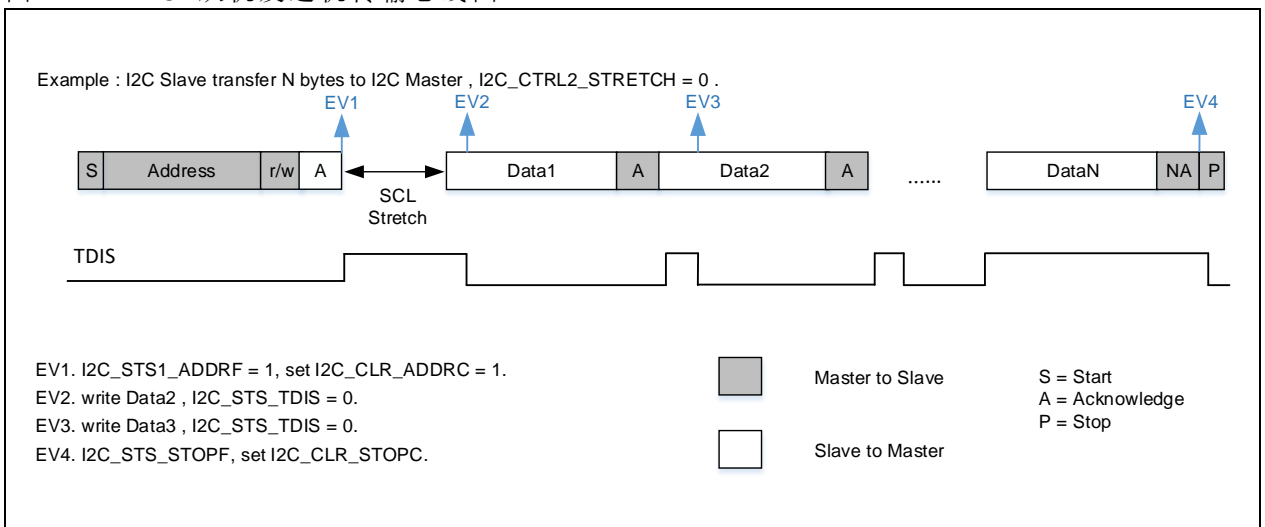 Example : I2C Slave transfer N bytes to I2C Master , I2C_CTRL2_STRETCH = 0 .
EV1 EV2 EV3 EV4
S Address r/w A Data1 A Data2 A ...... DataN NA P
SCL
Stretch
TDIS
EV1. I2C_STS1_ADDRF = 1, set I2C_CLR_ADDRC = 1.
EV2. write Data2 , I2C_STS_TDIS = 0.
EV3. write Data3 , I2C_STS_TDIS = 0.
EV4. I2C_STS_STOPF, set I2C_CLR_STOPC.
Master to Slave
Slave to Master
S = Start
A = Acknowledge
P = Stop